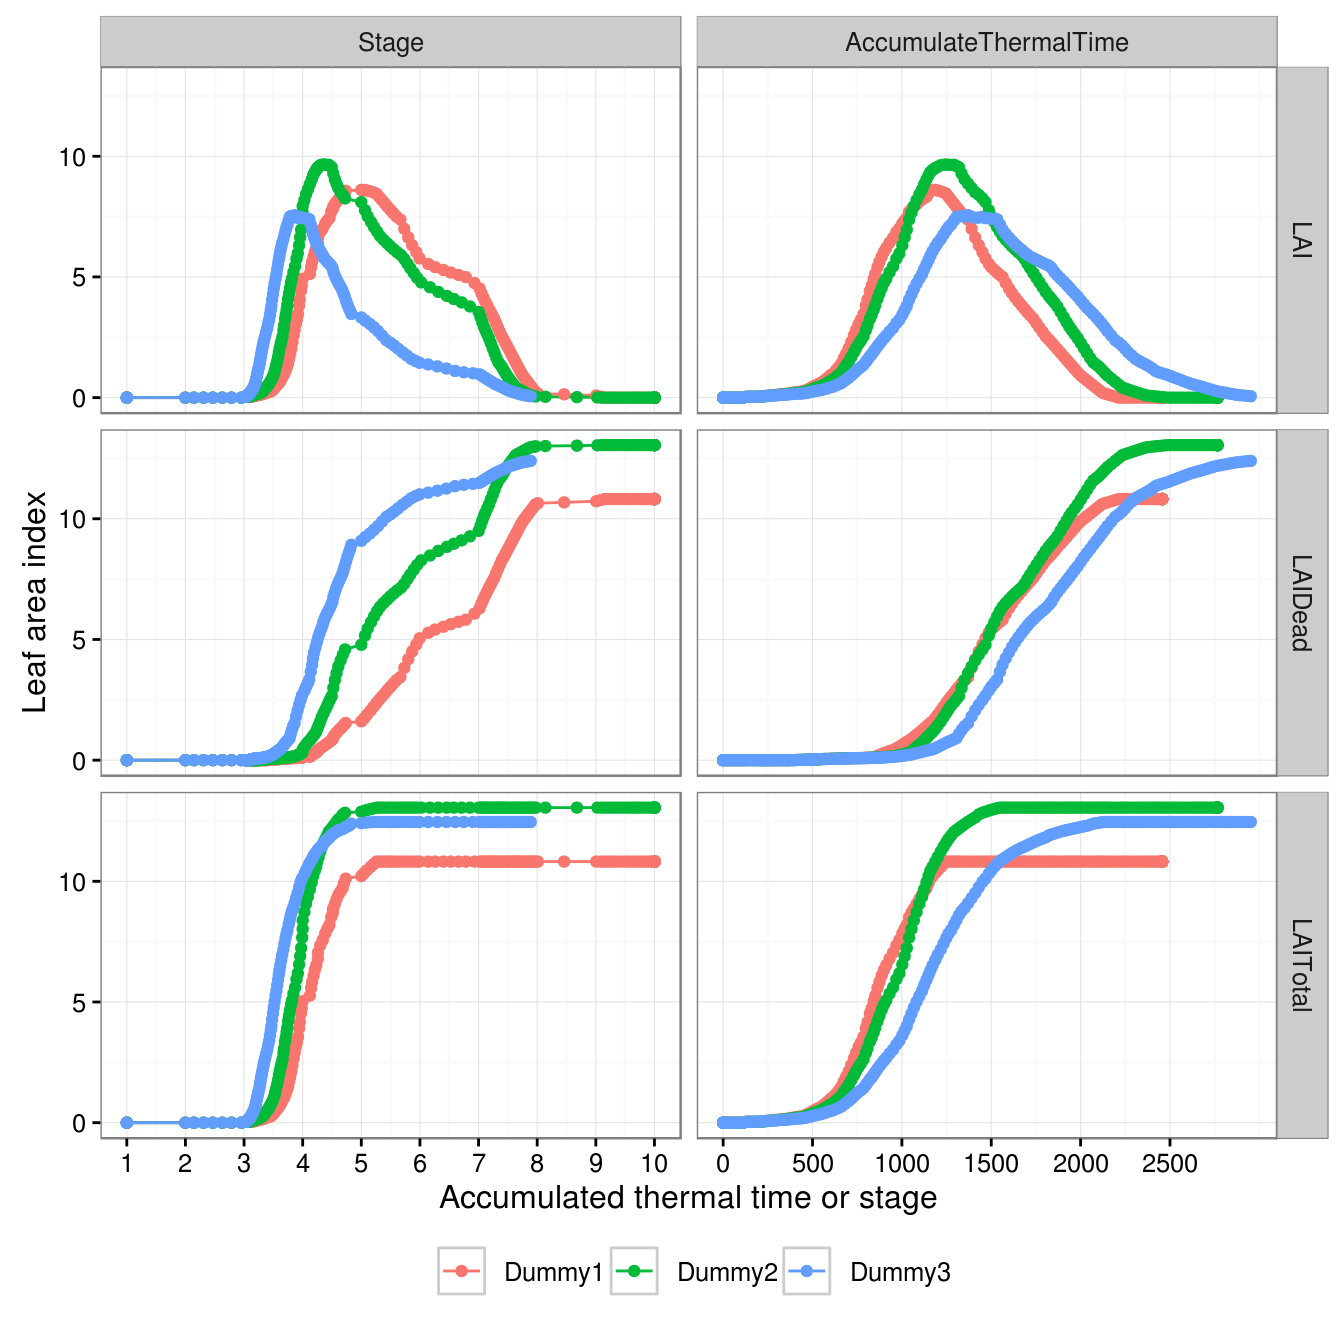 Stage
AccumulateThermalTime
10
5
0
LAI
10
5
0
LAIDead
10
5
0
LAITotal
Leaf area index
1 2 3 4 5 6 7 8 9 10
0 500 1000 1500 2000 2500
Accumulated thermal time or stage
Dummy1 Dummy2 Dummy3